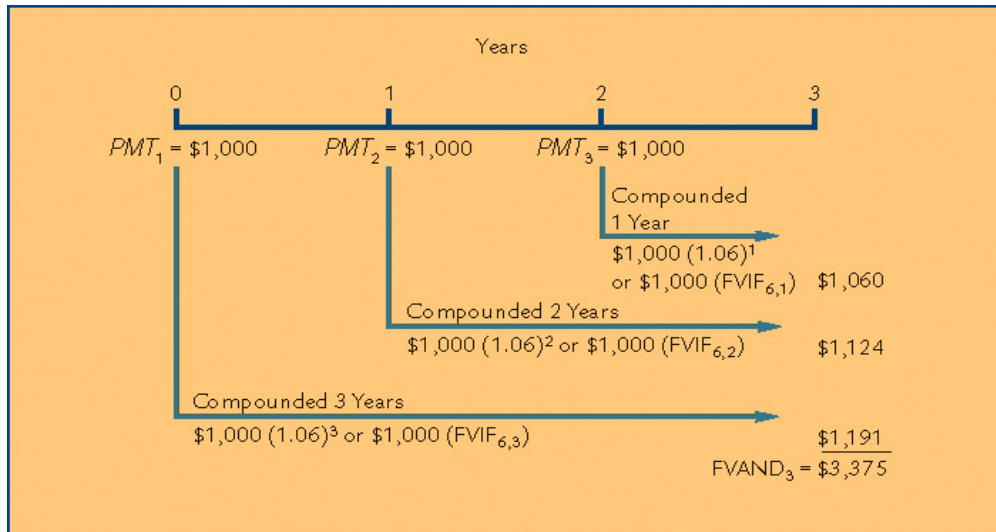 Years
0 1 2 3
PMT₁ = $1,000 PMT₂ = $1,000 PMT₃ = $1,000
Compounded
1 Year
$1,000 (1.06)¹
or $1,000 (FVIF₆,₁) $1,060
Compounded 2 Years
$1,000 (1.06)² or $1,000 (FVIF₆,₂) $1,124
Compounded 3 Years
$1,000 (1.06)³ or $1,000 (FVIF₆,₃) $1,191
FVAND₃ = $3,375